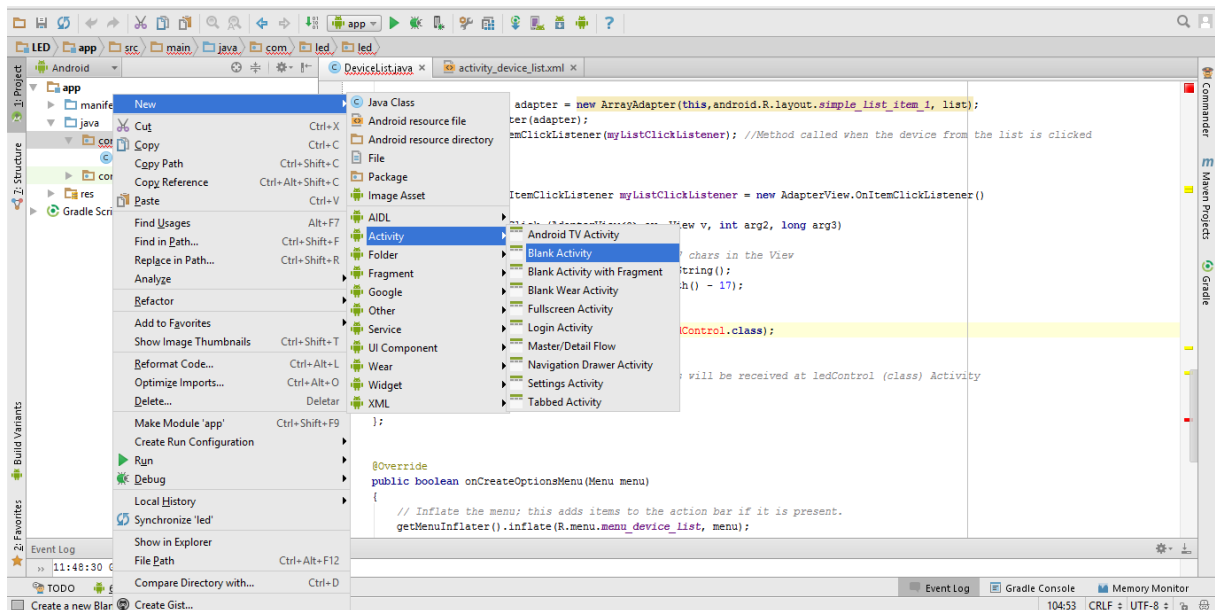 app
LED app src main java com led led
Android
DeviceList.java × activity_device_list.xml ×
1: Project
7: Structure
Build Variants
2: Favorites
Commander
Maven Projects
Gradle
app
manife
java
com
cor
res
Gradle Scri
New
Cut Ctrl+X
Copy Ctrl+C
Copy Path Ctrl+Shift+C
Copy Reference Ctrl+Alt+Shift+C
Paste Ctrl+V
Find Usages Alt+F7
Find in Path... Ctrl+Shift+F
Replace in Path... Ctrl+Shift+R
Analyze
Refactor
Add to Favorites
Show Image Thumbnails Ctrl+Shift+T
Reformat Code... Ctrl+Alt+L
Optimize Imports... Ctrl+Alt+O
Delete... Deletar
Make Module 'app' Ctrl+Shift+F9
Create Run Configuration
Run
Debug
Local History
Synchronize 'led'
Show in Explorer
File Path Ctrl+Alt+F12
Compare Directory with... Ctrl+D
Create Gist...
Java Class
Android resource file
Android resource directory
File
Package
Image Asset
AIDL
Activity
Folder
Fragment
Google
Other
Service
UI Component
Wear
Widget
XML
Android TV Activity
Blank Activity
Blank Activity with Fragment
Blank Wear Activity
Fullscreen Activity
Login Activity
Master/Detail Flow
Navigation Drawer Activity
Settings Activity
Tabbed Activity
adapter = new ArrayAdapter(this,android.R.layout.simple_list_item_1, list);
ter(adapter);
emClickListener(myListClickListener); //Method called when the device from the list is clicked
ItemClickListener myListClickListener = new AdapterView.OnItemClickListener()
View v, int arg2, long arg3)
chars in the View
String();
h() - 17);
dControl.class);
will be received at ledControl (class) Activity
};
@Override
public boolean onCreateOptionsMenu(Menu menu)
{
// Inflate the menu; this adds items to the action bar if it is present.
getMenuInflater().inflate(R.menu.menu_device_list, menu);
Event Log
11:48:30
TODO Event Log Gradle Console Memory Monitor
Create a new Blan 104:53 CRLF UTF-8